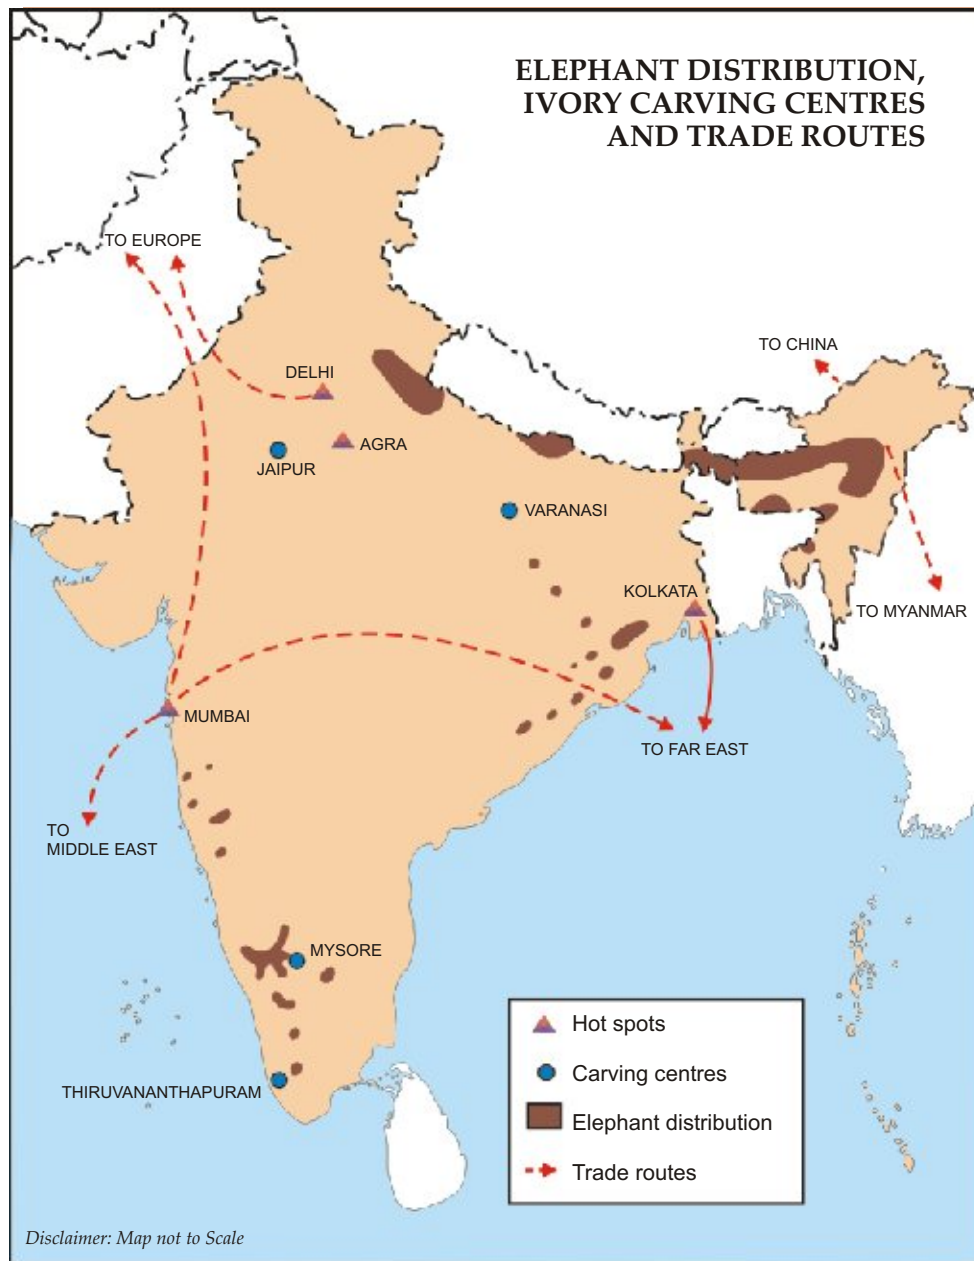 ELEPHANT DISTRIBUTION,
IVORY CARVING CENTRES
AND TRADE ROUTES
TO EUROPE
TO CHINA
DELHI
AGRA
JAIPUR
VARANASI
KOLKATA
TO MYANMAR
MUMBAI
TO FAR EAST
TO
MIDDLE EAST
MYSORE
THIRUVANANTHAPURAM
Hot spots
Carving centres
Elephant distribution
Trade routes
Disclaimer: Map not to Scale